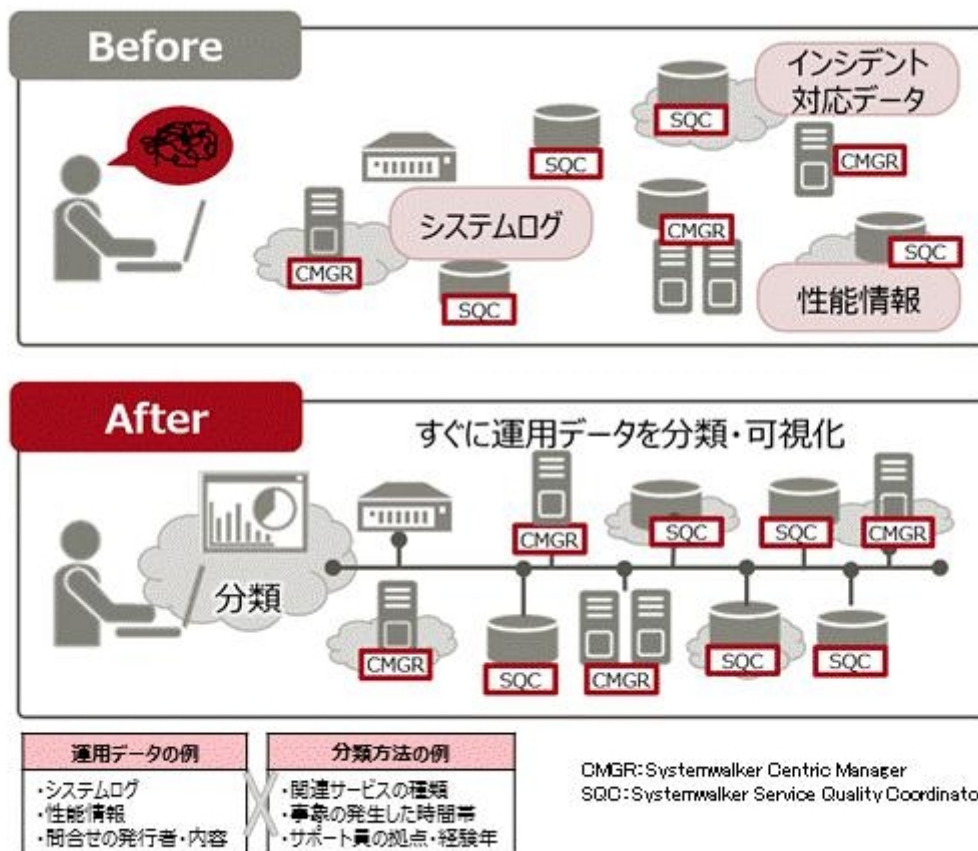 Before
インシデント
対応データ
SQC
SQC
CMGR
システムログ
CMGR
CMGR
SQC
SQC
性能情報
After
すぐに運用データを分類・可視化
CMGR
SQC
SQC
CMGR
分類
CMGR
SQC
CMGR
SQC
SQC
運用データの例
・システムログ
・性能情報
・問合せの発行者・内容
分類方法の例
・関連サービスの種類
・事象の発生した時間帯
・サポート員の拠点・経験年
CMGR:Systemwalker Centric Manager
SQC:Systemwalker Service Quality Coordinato